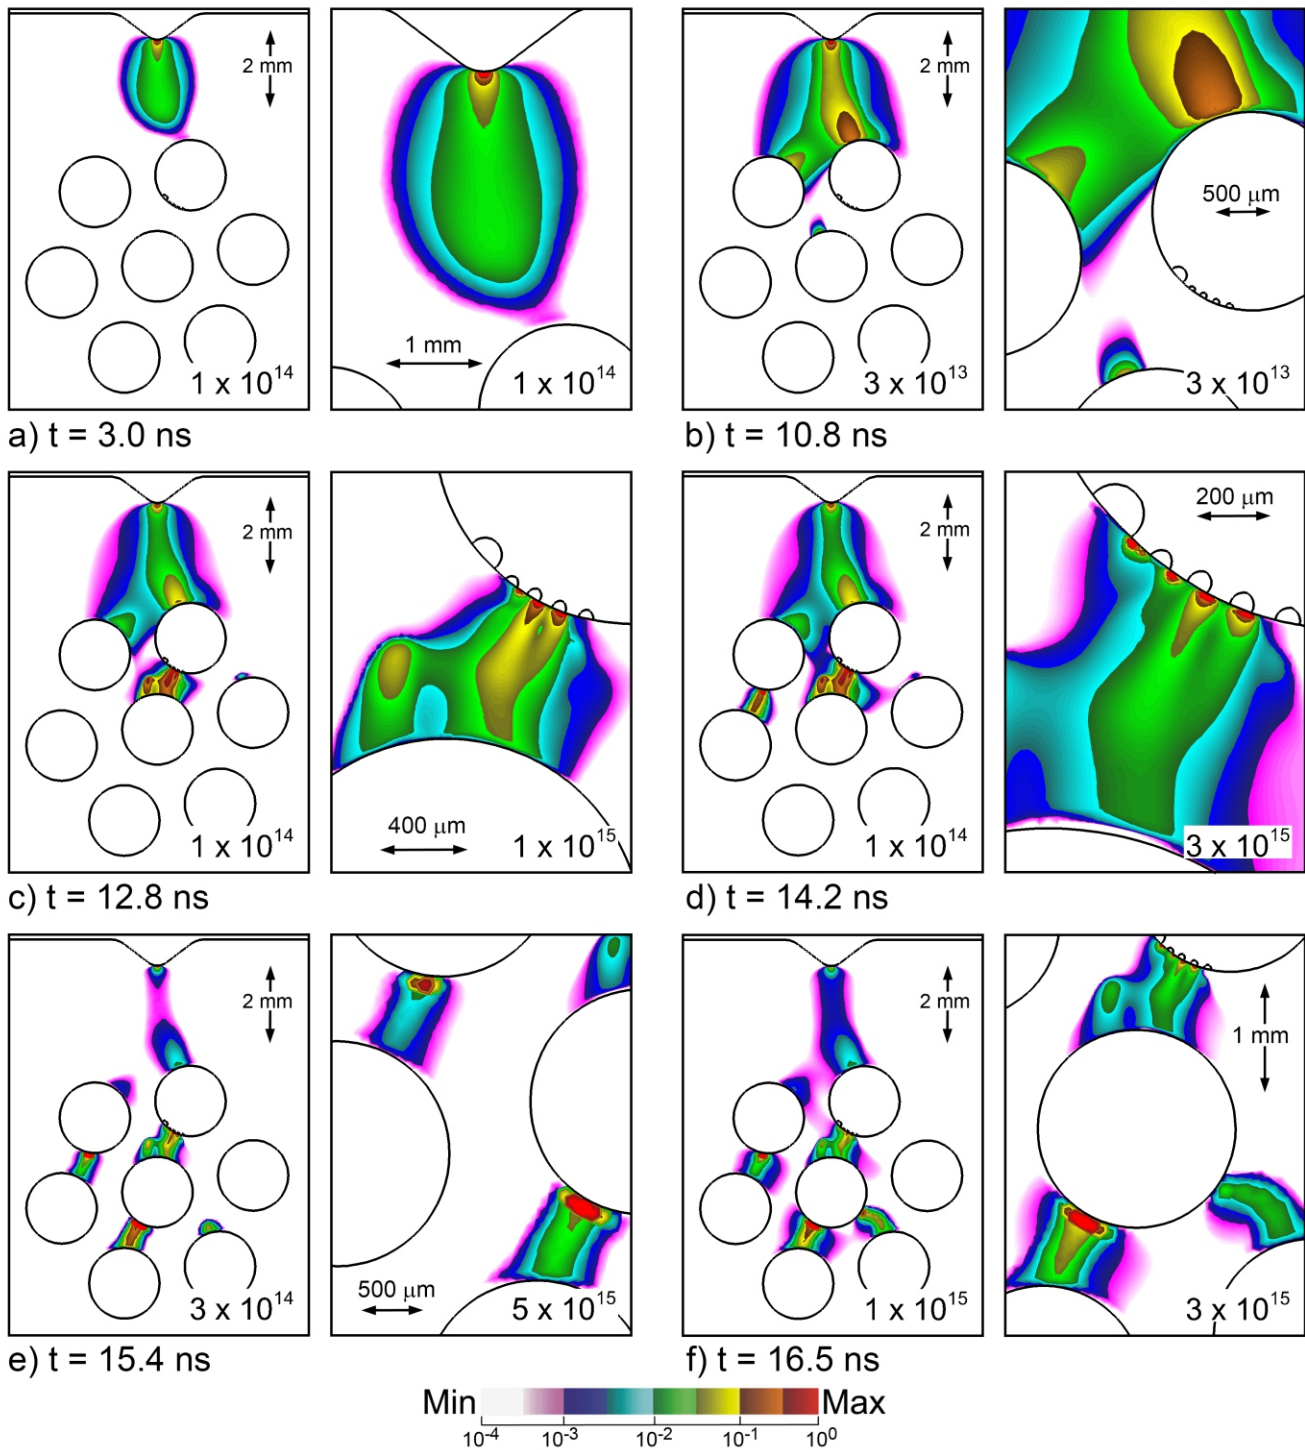 2 mm
1 x 10^14
1 mm
1 x 10^14
a) t = 3.0 ns
2 mm
3 x 10^13
500 μm
3 x 10^13
b) t = 10.8 ns
2 mm
1 x 10^14
400 μm
1 x 10^15
c) t = 12.8 ns
2 mm
1 x 10^14
200 μm
3 x 10^15
d) t = 14.2 ns
2 mm
3 x 10^14
500 μm
5 x 10^15
e) t = 15.4 ns
2 mm
1 x 10^15
1 mm
3 x 10^15
f) t = 16.5 ns
Min Max
10^-4 10^-3 10^-2 10^-1 10^0